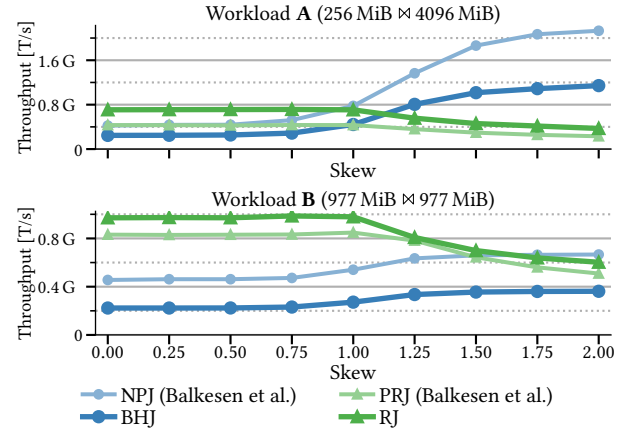 Workload A (256 MiB ⋈ 4096 MiB)
Throughput [T/s]
1.6 G
0.8 G
0
Skew
Workload B (977 MiB ⋈ 977 MiB)
Throughput [T/s]
0.8 G
0.4 G
0
0.00 0.25 0.50 0.75 1.00 1.25 1.50 1.75 2.00
Skew
NPJ (Balkesen et al.) PRJ (Balkesen et al.)
BHJ RJ